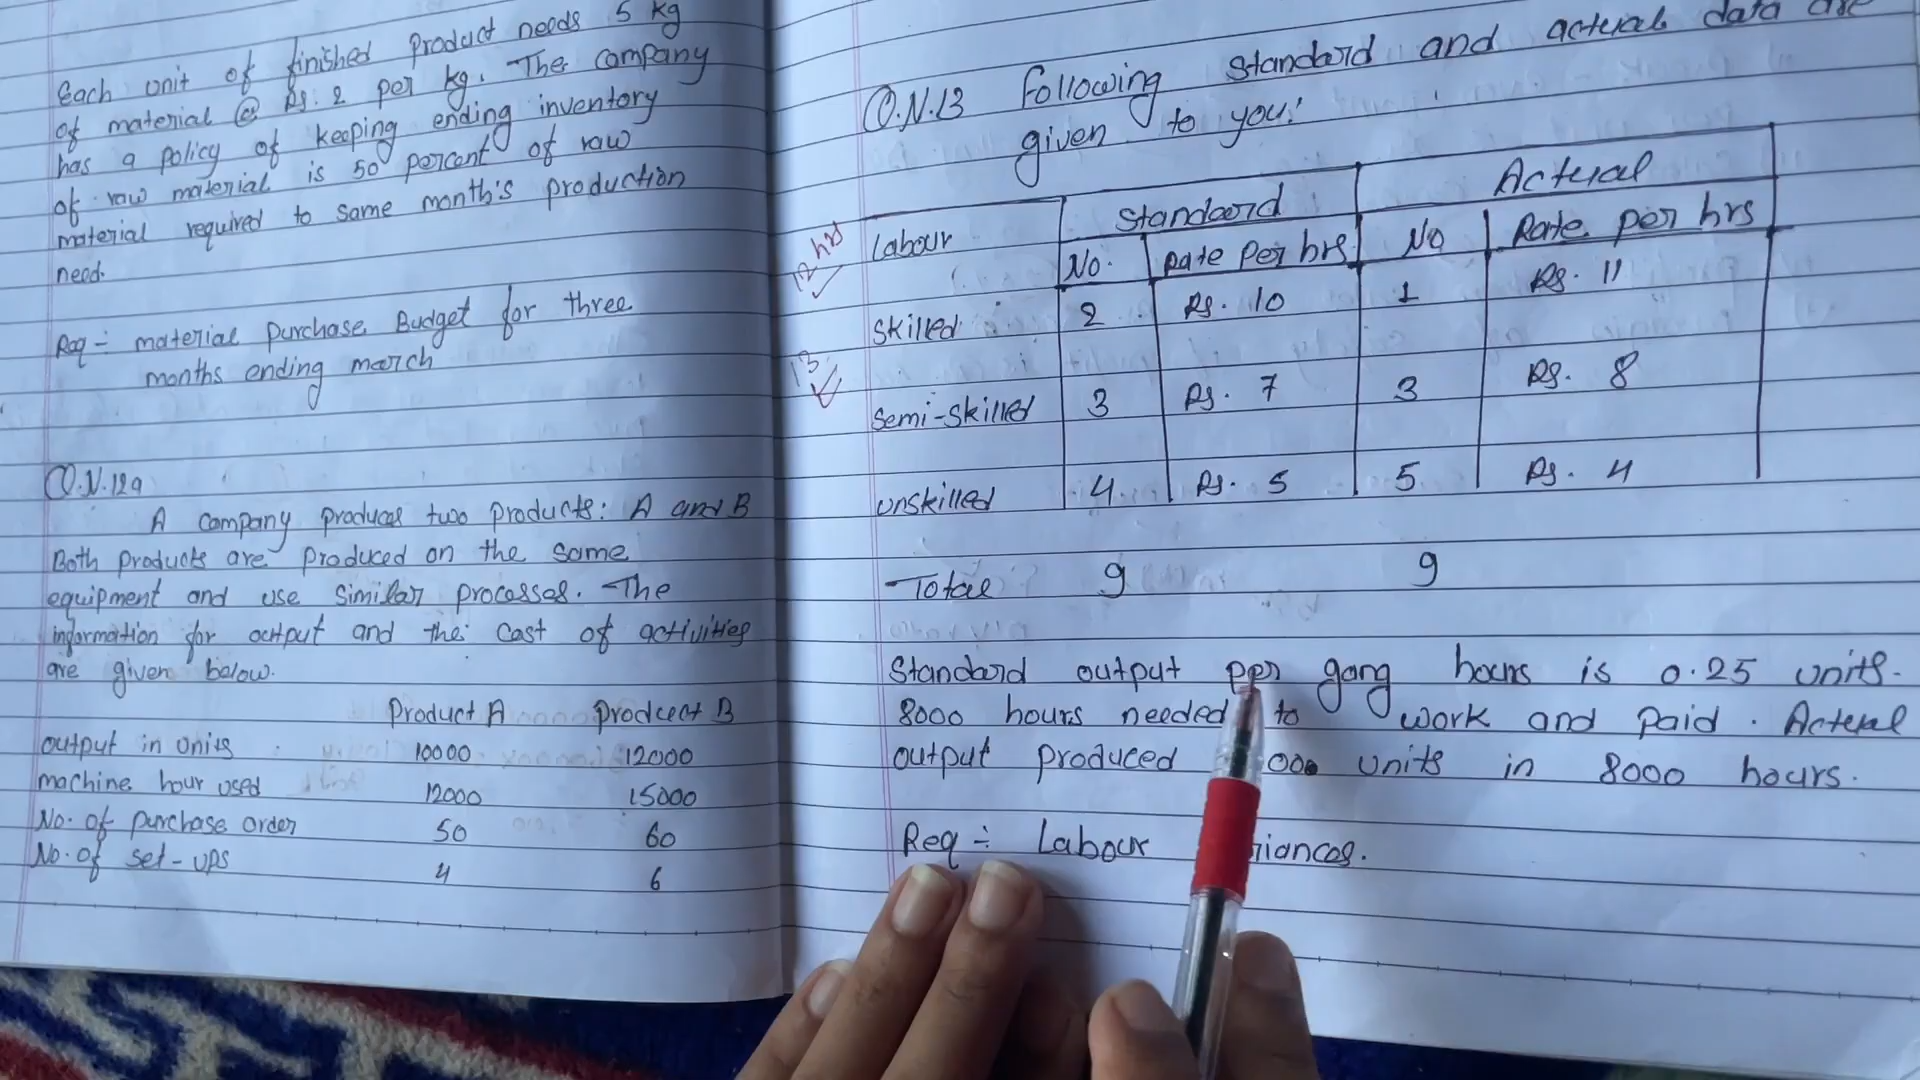 Each unit of finished product needs 5 kg
of material @ Rs. 2 per kg. The company
has a policy of keeping ending inventory
of raw material is 50 percent of raw
material required to same month's production
need.
Req ÷ material purchase Budget for three
months ending march
Q.N.12a
A company produces two products: A and B
Both products are produced on the same
equipment and use similar processes. The
information for output and the cost of activities
are given below.
Product A Product B
output in units 10000 12000
machine hour used 12000 15000
No. of purchase order 50 60
No. of set-ups 4 6
Q.N.13 Following standard and actual data are
given to you:
12 hrs
13
Labour Standard Actual
No. Rate per hrs No Rate per hrs
Skilled 2 Rs. 10 1 Rs. 11
Semi-skilled 3 Rs. 7 3 Rs. 8
unskilled 4 Rs. 5 5 Rs. 4
Total 9 9
Standard output per gang hours is 0.25 units.
8000 hours needed to work and paid. Actual
output produced 000 units in 8000 hours.
Req ÷ Labour riances.